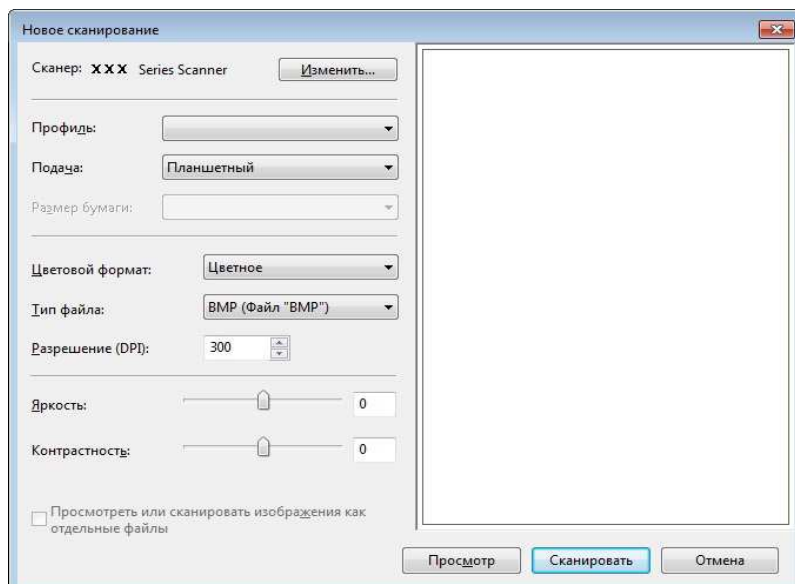 Новое сканирование
Сканер: XXX Series Scanner Изменить...
Профиль:
Подача: Планшетный
Размер бумаги:
Цветовой формат: Цветное
Тип файла: BMP (Файл "BMP")
Разрешение (DPI): 300
Яркость: 0
Контрастность: 0
Просмотреть или сканировать изображения как
отдельные файлы
Просмотр Сканировать Отмена